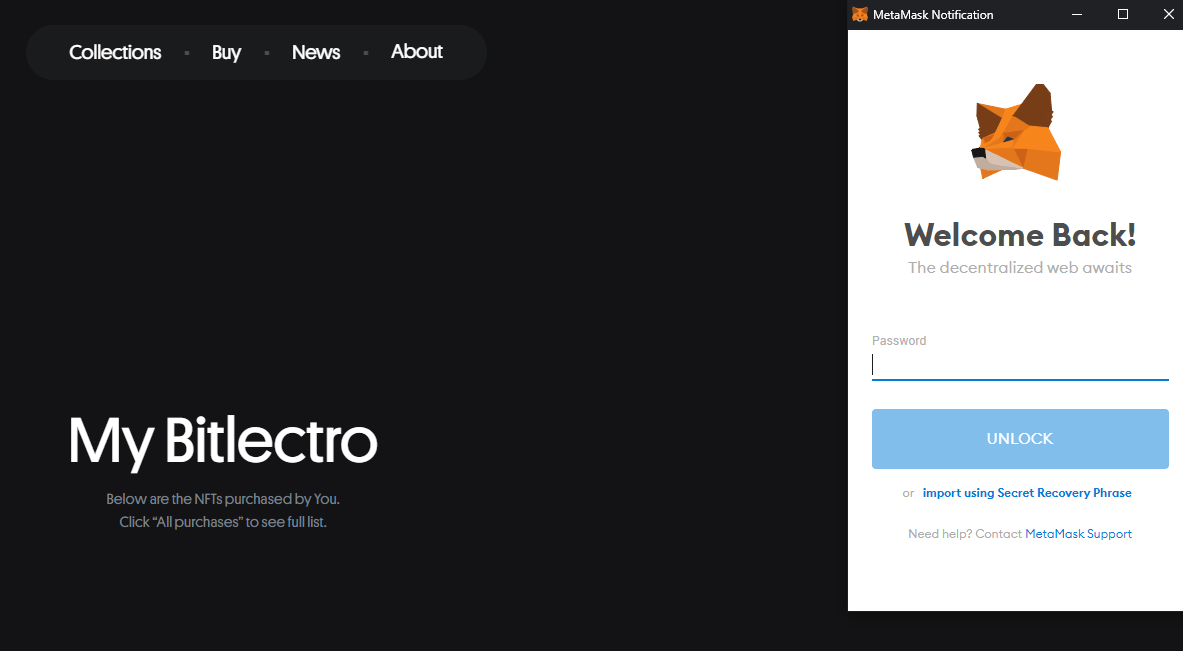 Collections
Buy
News
About
My Bitlectro
Below are the NFTs purchased by You.
Click “All purchases” to see full list.
MetaMask Notification
Welcome Back!
The decentralized web awaits
Password
UNLOCK
or import using Secret Recovery Phrase
Need help? Contact MetaMask Support